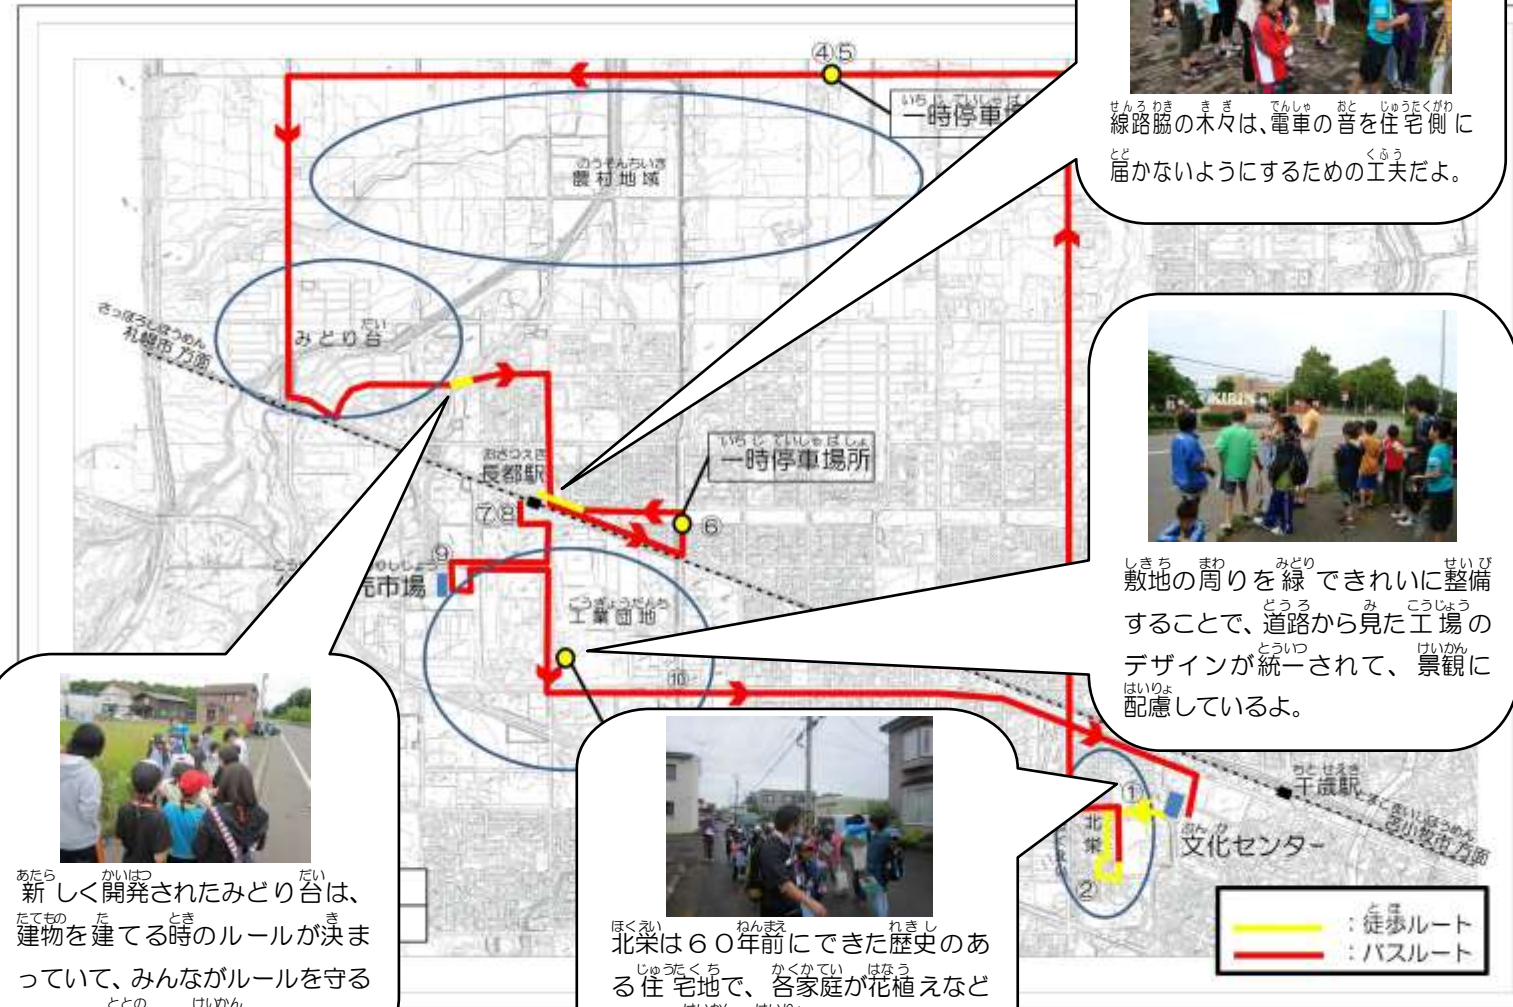 ④⑤
一時停車場
線路脇の木々は、電車の音を住宅側に
届かないようにするための工夫だよ。
農村地域
みどり台
札幌市方面
長都駅
一時停車場所
⑦⑧
⑥
⑨
売市場
工業団地
⑩
KIRIN
敷地の周りを緑できれいに整備
することで、道路から見た工場の
デザインが統一されて、景観に
配慮しているよ。
千歳駅
苫小牧市方面
①
北栄
②
文化センター
:徒歩ルート
:バスルート
新しく開発されたみどり台は、
建物を建てる時のルールが決ま
っていて、みんながルールを守る
北栄は60年前にできた歴史のあ
る住宅地で、各家庭が花植えなど